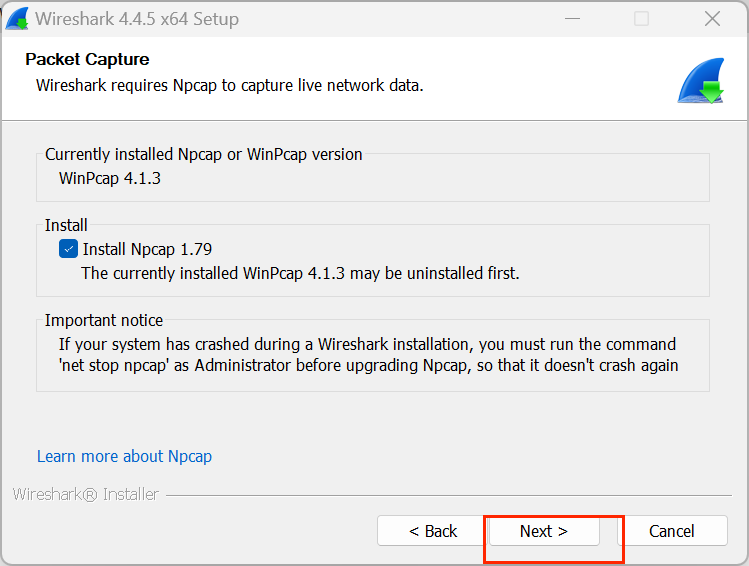 Wireshark 4.4.5 x64 Setup
Packet Capture
Wireshark requires Npcap to capture live network data.
Currently installed Npcap or WinPcap version
WinPcap 4.1.3
Install
Install Npcap 1.79
The currently installed WinPcap 4.1.3 may be uninstalled first.
Important notice
If your system has crashed during a Wireshark installation, you must run the command
'net stop npcap' as Administrator before upgrading Npcap, so that it doesn't crash again
Learn more about Npcap
Wireshark® Installer
< Back Next > Cancel